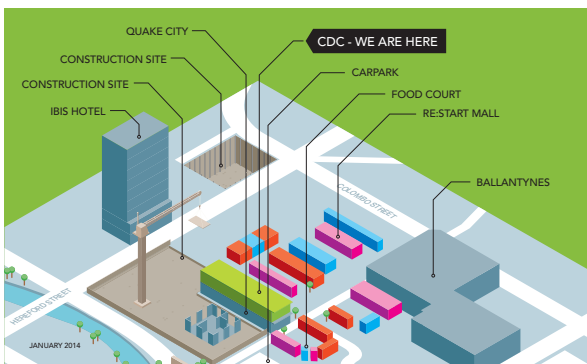 QUAKE CITY
CDC - WE ARE HERE
CONSTRUCTION SITE
CARPARK
CONSTRUCTION SITE
FOOD COURT
IBIS HOTEL
RE:START MALL
BALLANTYNES
COLOMBO STREET
HEREFORD STREET
JANUARY 2014